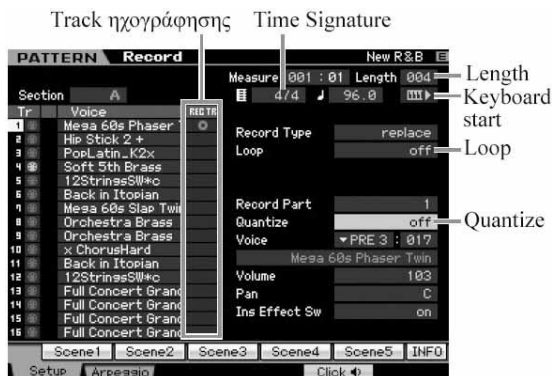 Track ηχογράφησης Time Signature
PATTERN Record New R&B E
Measure 001 : 01 Length 004
Length
Section A
4/4 ♩ 96.0
Keyboard start
Tr Voice REC TR
1 Mega 60s Phaser T
2 Hip Stick 2 +
3 PopLatin_K2x
4 Soft 5th Brass
5 12StringsSW*c
6 Back in Itopian
7 Mega 60s Slap Twin
8 Orchestra Brass
9 Orchestra Brass
10 x ChorusHard
11 Back in Itopian
12 12StringsSW*c
13 Full Concert Grand
14 Full Concert Grand
15 Full Concert Grand
16 Full Concert Grand
Record Type replace
Loop off
Loop
Record Part 1
Quantize off
Quantize
Voice ▾PRE 3 : 017
Mega 60s Phaser Twin
Volume 103
Pan C
Ins Effect Sw on
Scene1 Scene2 Scene3 Scene4 Scene5 INFO
Setup Arpeggio Click